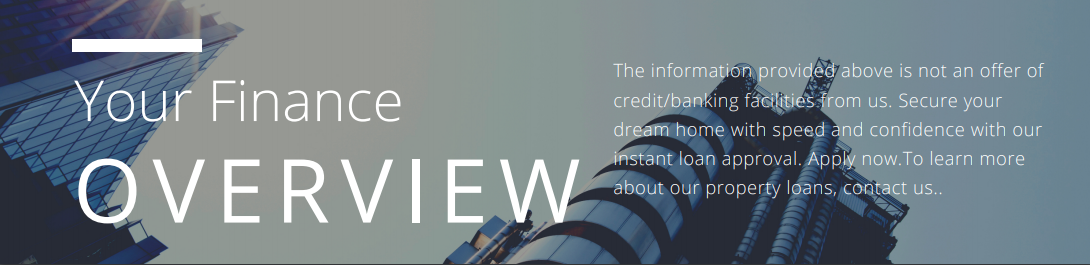 Your Finance
OVERVIEW
The information provided above is not an offer of
credit/banking facilities from us. Secure your
dream home with speed and confidence with our
instant loan approval. Apply now.To learn more
about our property loans, contact us..